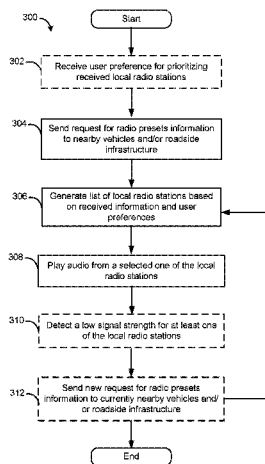 Start
300
302
Receive user preference for prioritizing
received local radio stations
304
Send request for radio presets
information to nearby vehicles and/or
roadside infrastructure
306
Generate list of local radio stations based
on received information and user
preferences
308
Play audio from a selected one of the local
radio stations
310
Detect a low signal strength for at least one
of the local radio stations
312
Send new request for radio presets
information to currently nearby vehicles and/
or roadside infrastructure
End